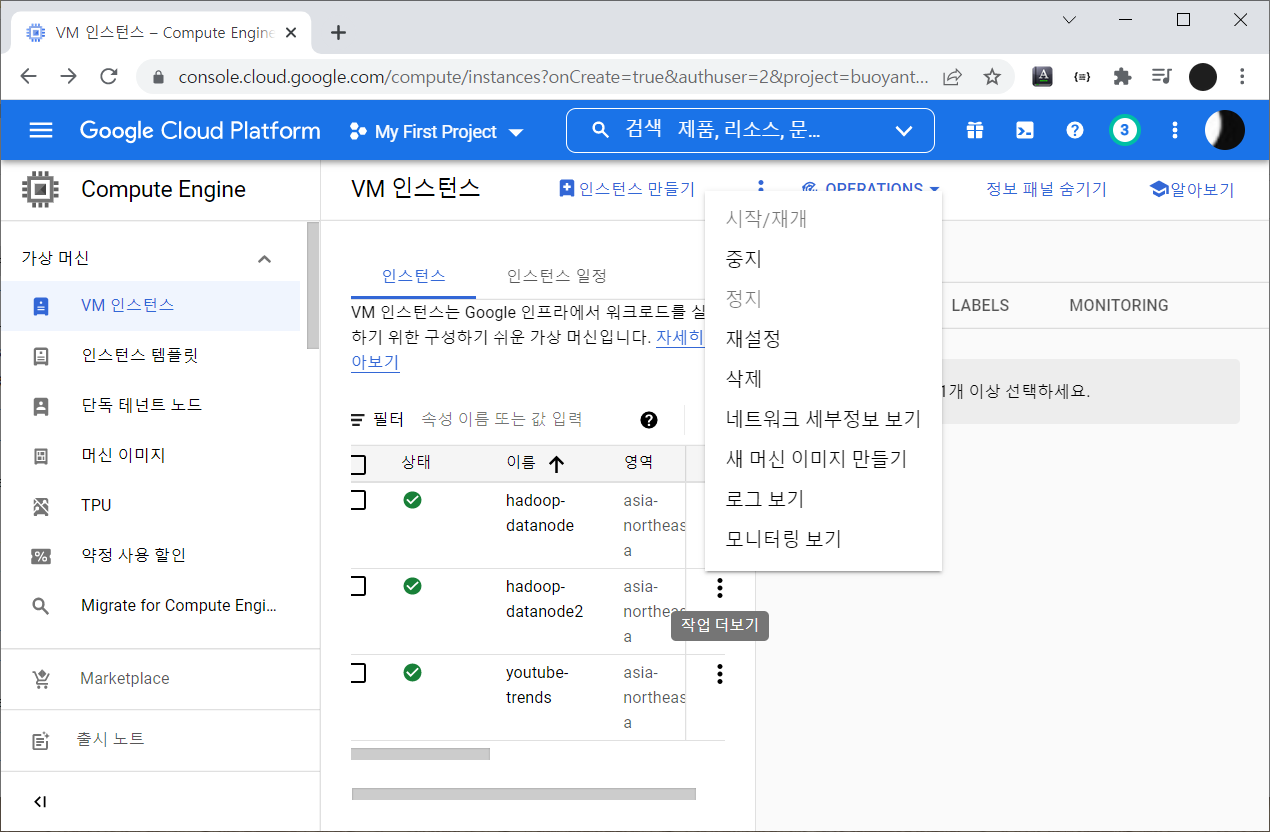 VM 인스턴스 – Compute Engine
console.cloud.google.com/compute/instances?onCreate=true&authuser=2&project=buoyant...
Google Cloud Platform
My First Project
검색 제품, 리소스, 문...
3
Compute Engine
VM 인스턴스
인스턴스 만들기
OPERATIONS
정보 패널 숨기기
알아보기
가상 머신
VM 인스턴스
인스턴스 템플릿
단독 테넌트 노드
머신 이미지
TPU
약정 사용 할인
Migrate for Compute Engi...
Marketplace
출시 노트
인스턴스
인스턴스 일정
VM 인스턴스는 Google 인프라에서 워크로드를 실
하기 위한 구성하기 쉬운 가상 머신입니다. 자세히
아보기
필터 속성 이름 또는 값 입력
상태 이름 영역
hadoop-
datanode
asia-
northeas
a
hadoop-
datanode2
asia-
northeas
a
youtube-
trends
asia-
northeas
a
시작/재개
중지
정지
재설정
삭제
네트워크 세부정보 보기
새 머신 이미지 만들기
로그 보기
모니터링 보기
작업 더보기
LABELS
MONITORING
1개 이상 선택하세요.